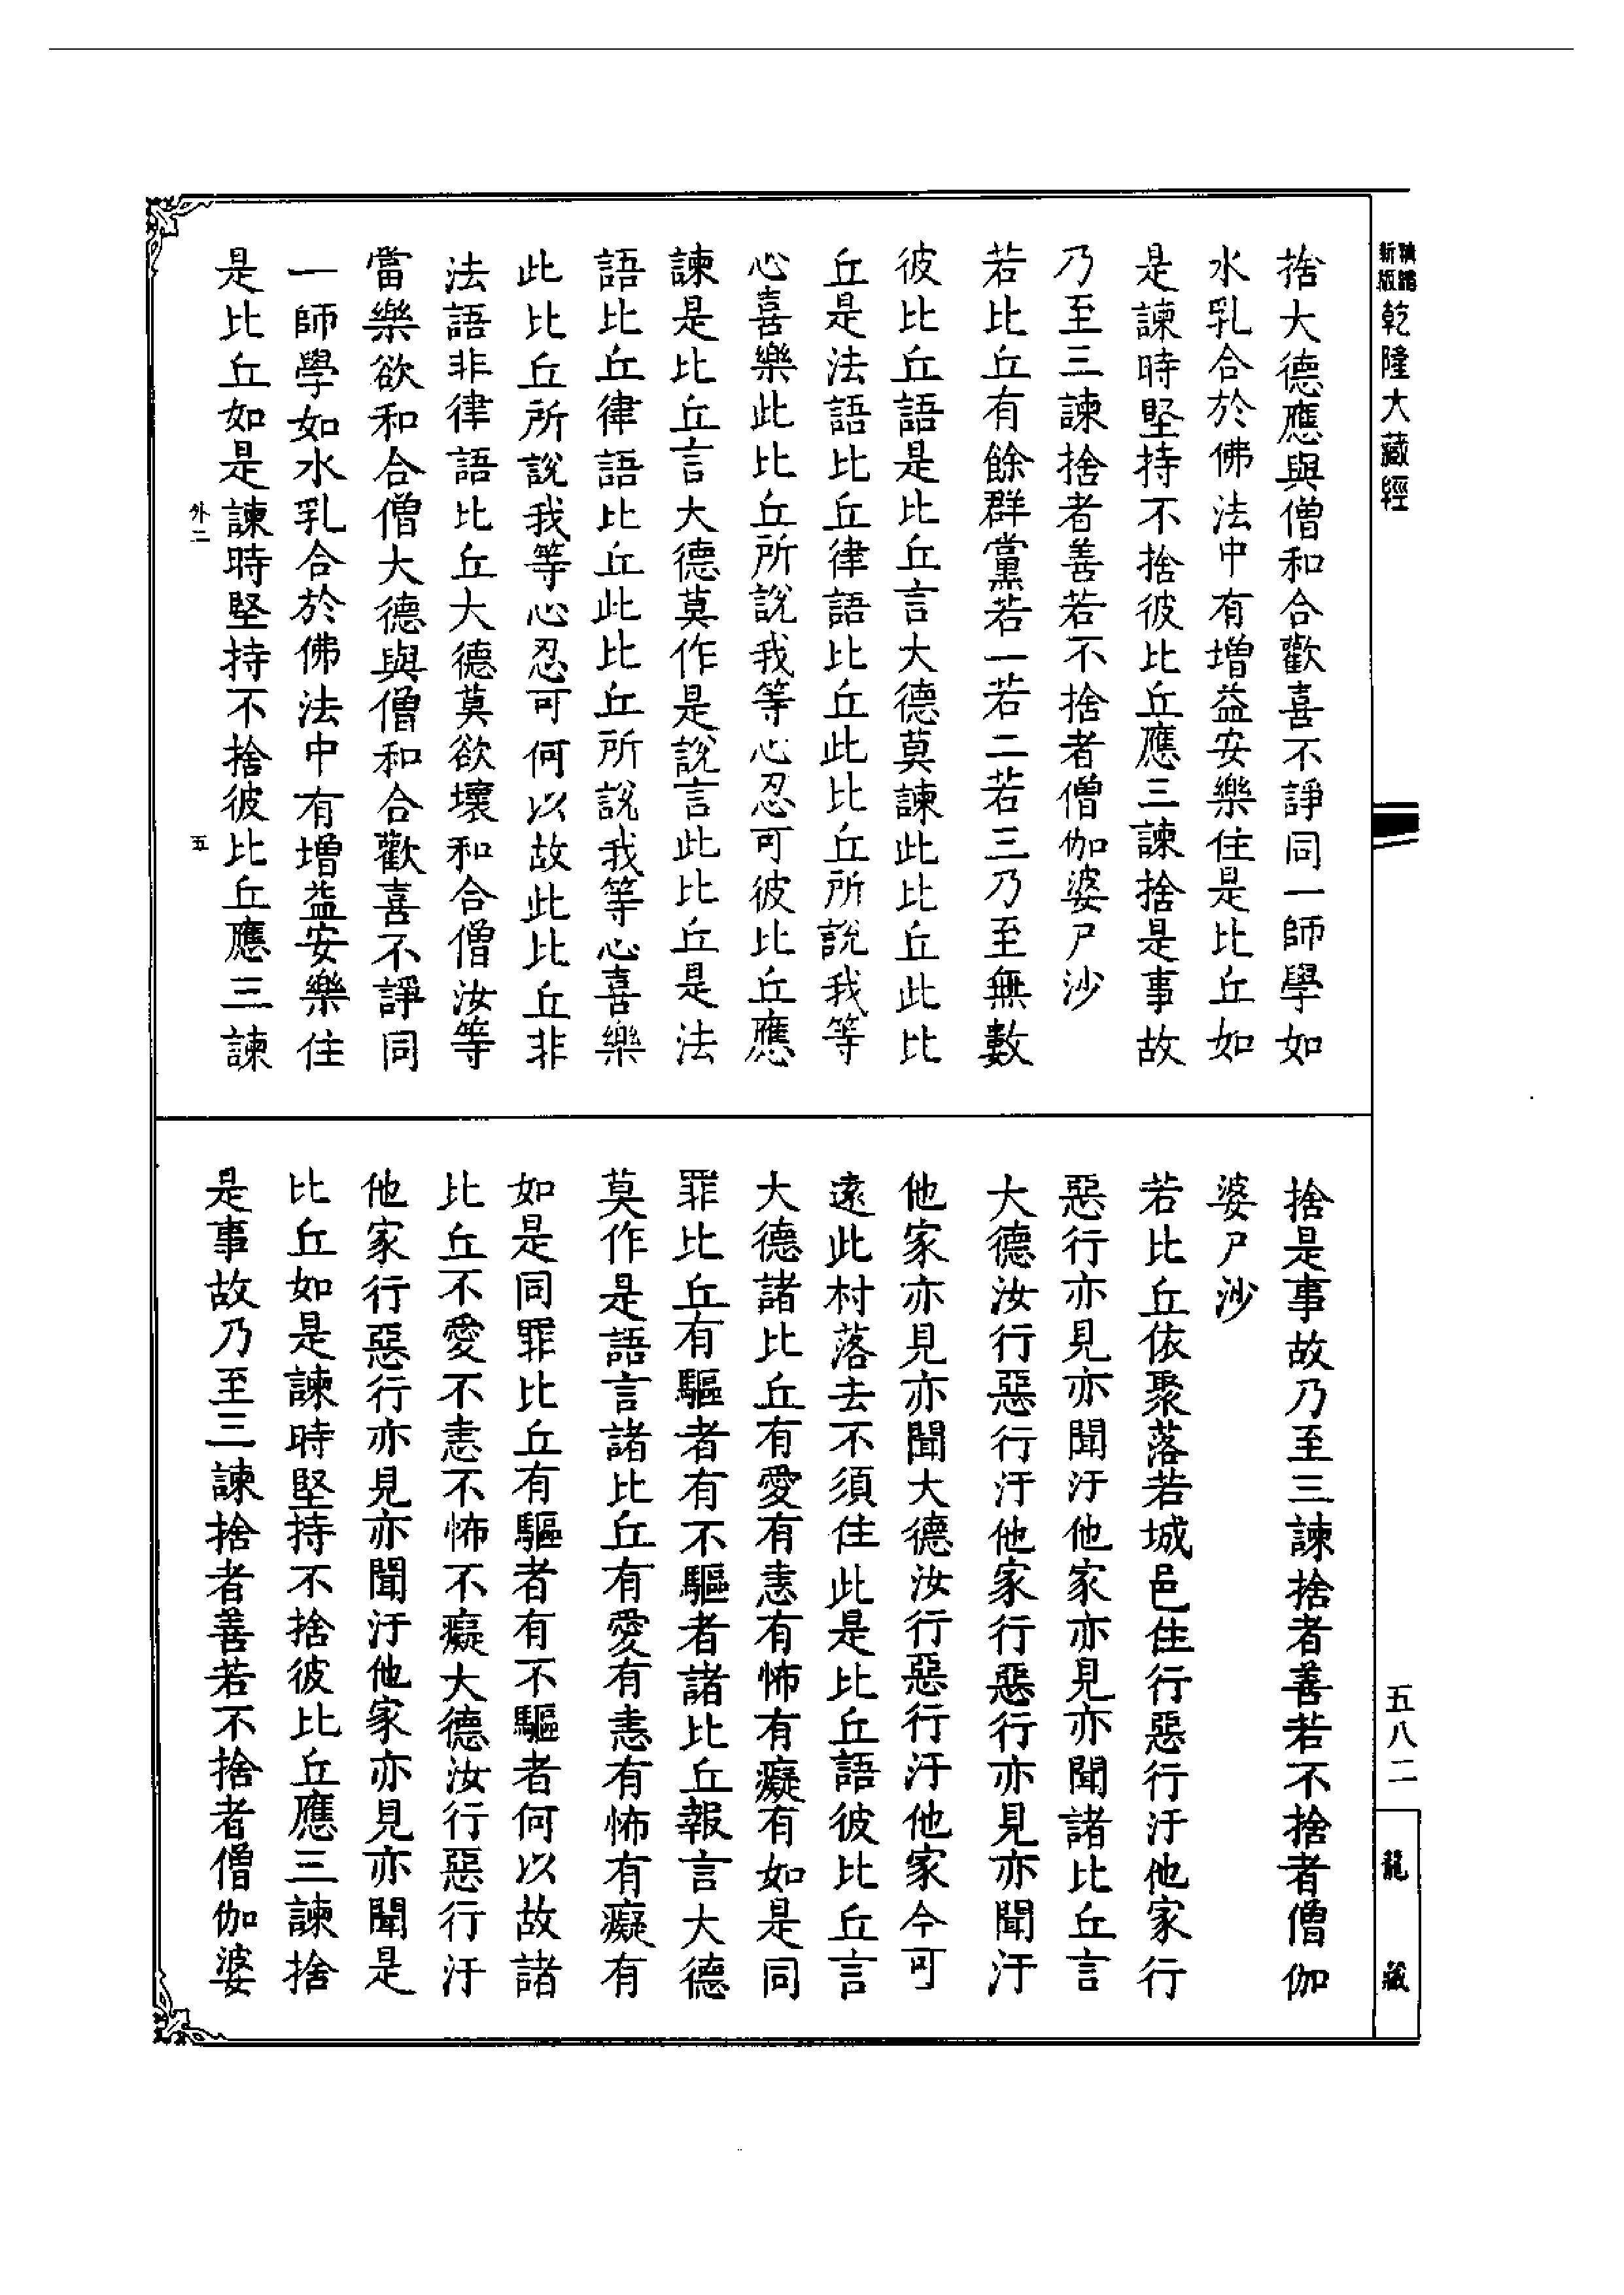 新版
精譯
乾隆大藏經
捨大德應與僧和合歡喜不諍同一師學如
水乳合於佛法中有增益安樂住是比丘如
是諫時堅持不捨彼比丘應三諫捨是事故
乃至三諫捨者善若不捨者僧伽婆尸沙
若比丘有餘群黨若一若二若三乃至無數
彼比丘語是比丘言大德莫諫此比丘此比
丘是法語比丘律語比丘此比丘所說我等
心喜樂此比丘所說我等心忍可彼比丘應
諫是比丘言大德莫作是說言此比丘是法
語比丘律語比丘此比丘所說我等心喜樂
此比丘所說我等心忍可何以故此比丘非
法語非律語比丘大德莫欲壞和合僧汝等
當樂欲和合僧大德與僧和合歡喜不諍同
一師學如水乳合於佛法中有增益安樂住
是比丘如是諫時堅持不捨彼比丘應三諫
外二
五
捨是事故乃至三諫捨者善若不捨者僧伽
婆尸沙
若比丘依聚落若城邑住行惡行汙他家行
惡行亦見亦聞汙他家亦見亦聞諸比丘言
大德汝行惡行汙他家行惡行亦見亦聞汙
他家亦見亦聞大德汝行惡行汙他家今可
遠此村落去不須住此是比丘語彼比丘言
大德諸比丘有愛有恚有怖有癡有如是同
罪比丘有驅者有不驅者諸比丘報言大德
莫作是語言諸比丘有愛有恚有怖有癡有
如是同罪比丘有驅者有不驅者何以故諸
比丘不愛不恚不怖不癡大德汝行惡行汙
他家行惡行亦見亦聞汙他家亦見亦聞是
比丘如是諫時堅持不捨彼比丘應三諫捨
是事故乃至三諫捨者善若不捨者僧伽婆
五八二
龍藏